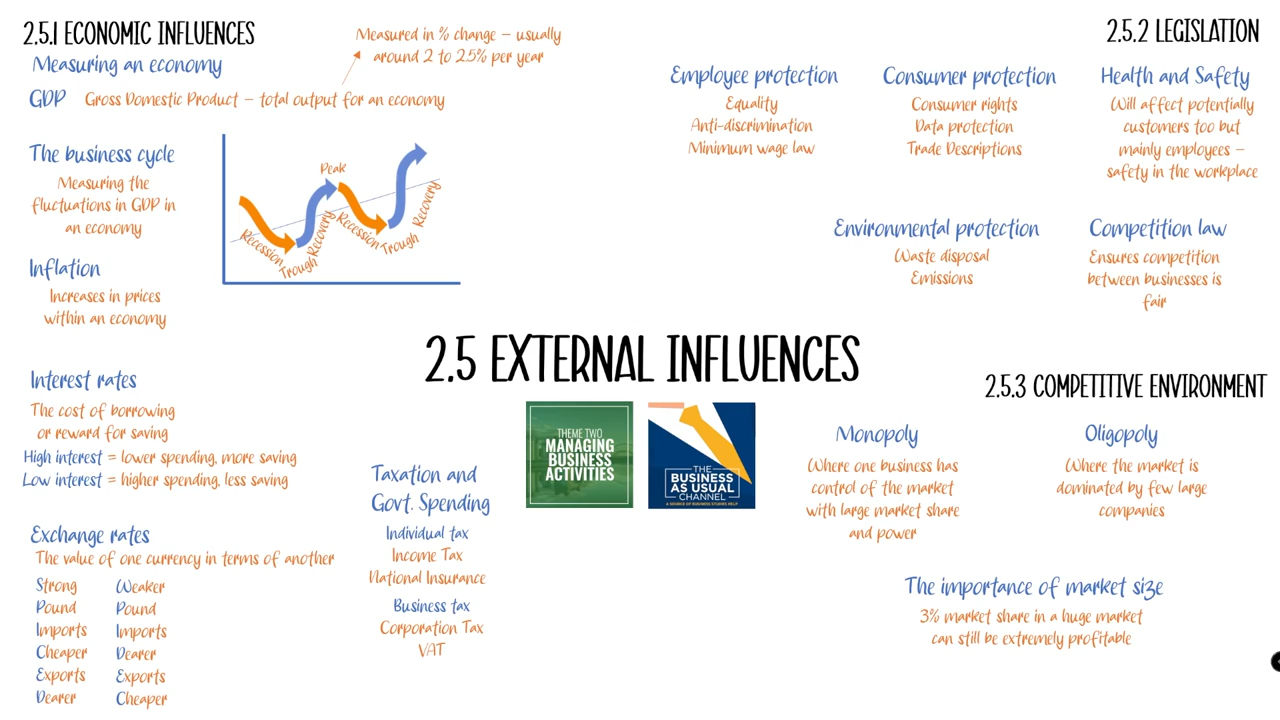 2.5.1 ECONOMIC INFLUENCES
Measuring an economy
Measured in % change – usually
around 2 to 2.5% per year
GDP Gross Domestic Product – total output for an economy
The business cycle
Measuring the
fluctuations in GDP in
an economy
Peak
Recession
Trough
Recovery
Recession
Trough
Recovery
Inflation
Increases in prices
within an economy
Interest rates
The cost of borrowing
or reward for saving
High interest = lower spending, more saving
Low interest = higher spending, less saving
Exchange rates
The value of one currency in terms of another
Strong
Pound
Imports
Cheaper
Exports
Dearer
Weaker
Pound
Imports
Dearer
Exports
Cheaper
Taxation and
Govt. Spending
Individual tax
Income Tax
National Insurance
Business tax
Corporation Tax
VAT
2.5 EXTERNAL INFLUENCES
THEME TWO
MANAGING
BUSINESS
ACTIVITIES
THE
BUSINESS
AS USUAL
CHANNEL
A SOURCE OF BUSINESS STUDIES HELP
2.5.2 LEGISLATION
Employee protection
Equality
Anti-discrimination
Minimum wage law
Consumer protection
Consumer rights
Data protection
Trade Descriptions
Health and Safety
Will affect potentially
customers too but
mainly employees –
safety in the workplace
Environmental protection
Waste disposal
Emissions
Competition law
Ensures competition
between businesses is
fair
2.5.3 COMPETITIVE ENVIRONMENT
Monopoly
Where one business has
control of the market
with large market share
and power
Oligopoly
Where the market is
dominated by few large
companies
The importance of market size
3% market share in a huge market
can still be extremely profitable